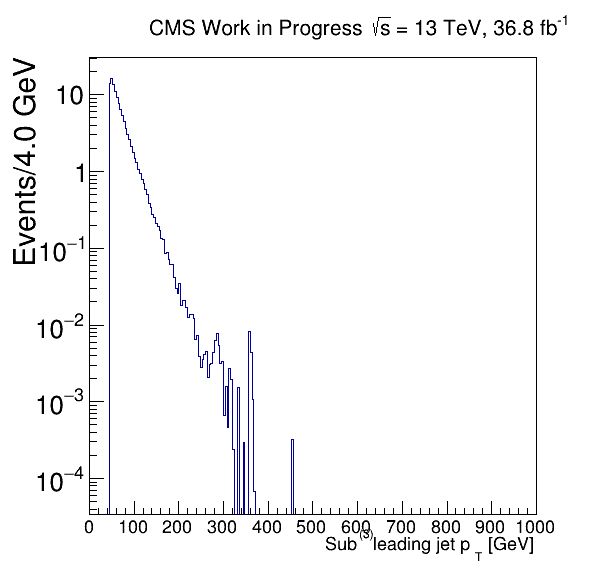 CMS Work in Progress √s = 13 TeV, 36.8 fb⁻¹
Events/4.0 GeV
10
1
10⁻¹
10⁻²
10⁻³
10⁻⁴
0 100 200 300 400 500 600 700 800 900 1000
Sub⁽³⁾leading jet p_T [GeV]